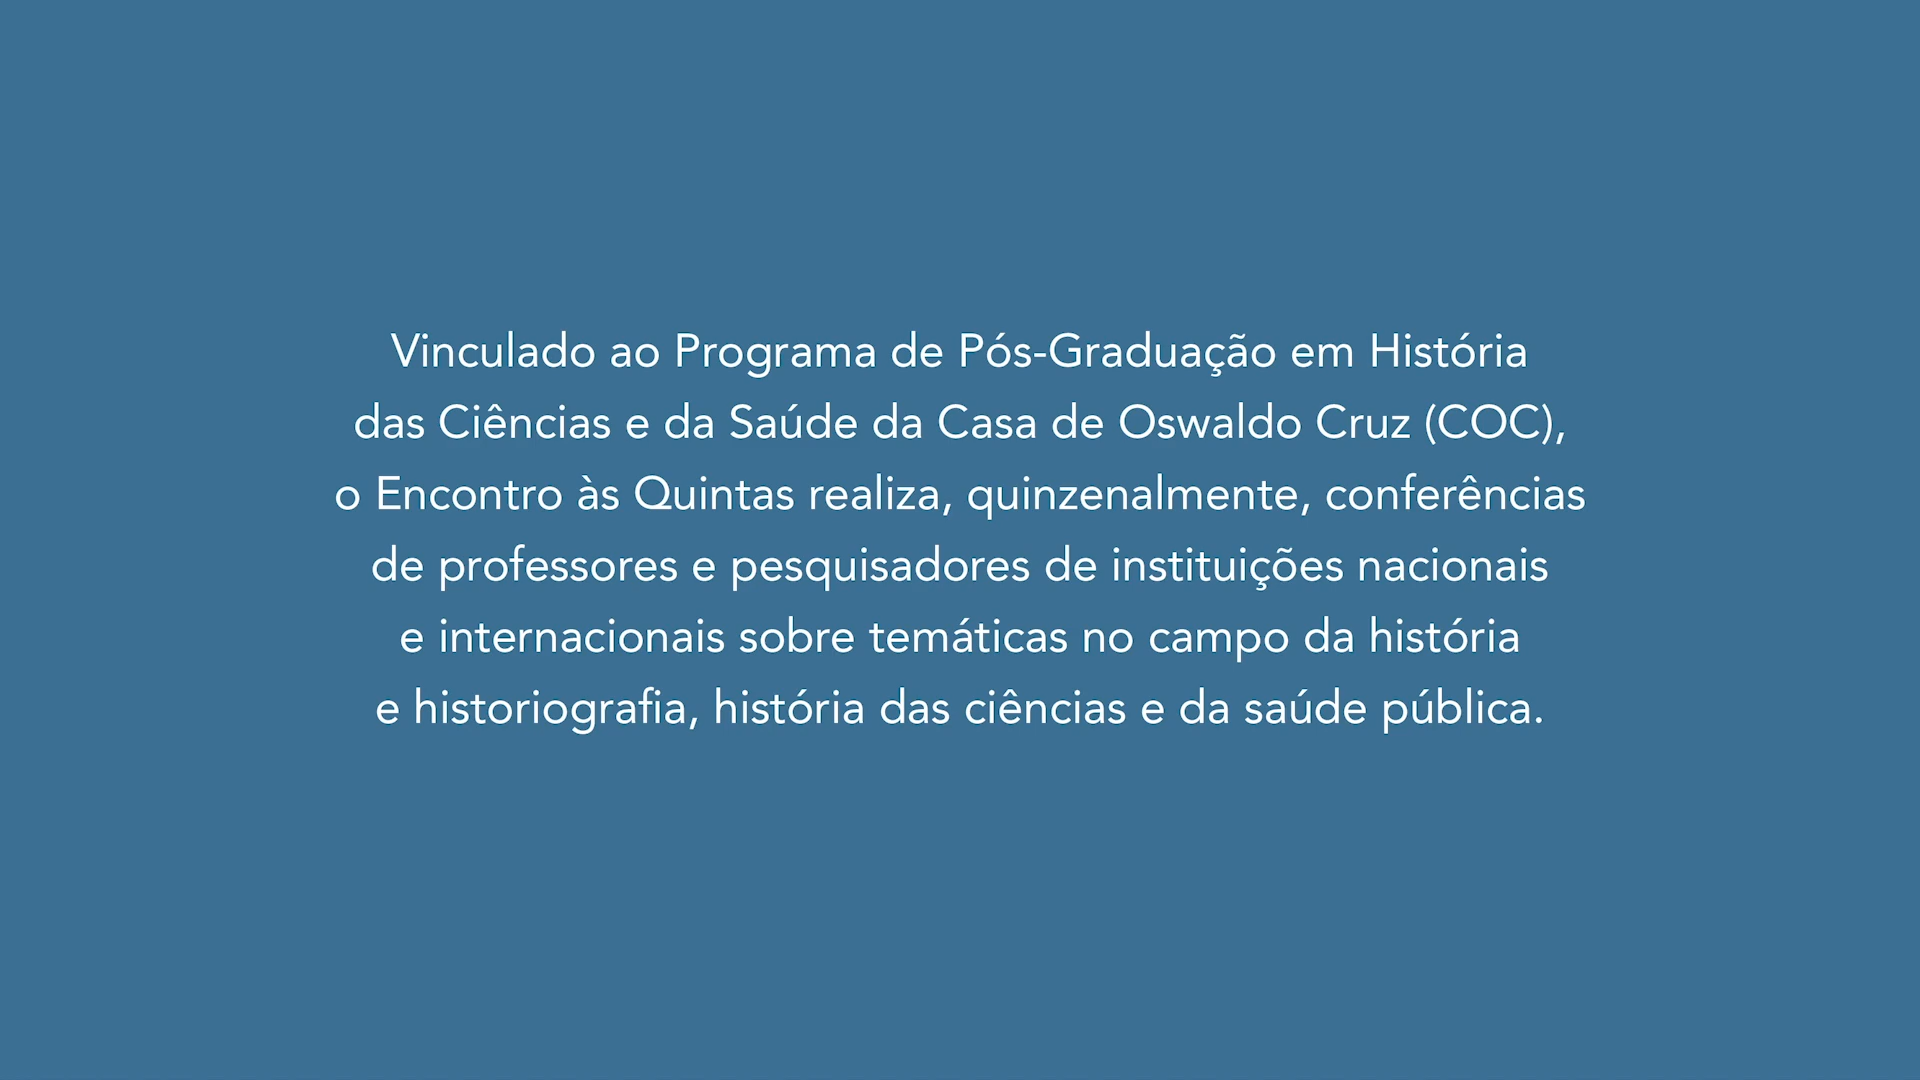 Vinculado ao Programa de Pós-Graduação em História
das Ciências e da Saúde da Casa de Oswaldo Cruz (COC),
o Encontro às Quintas realiza, quinzenalmente, conferências
de professores e pesquisadores de instituições nacionais
e internacionais sobre temáticas no campo da história
e historiografia, história das ciências e da saúde pública.